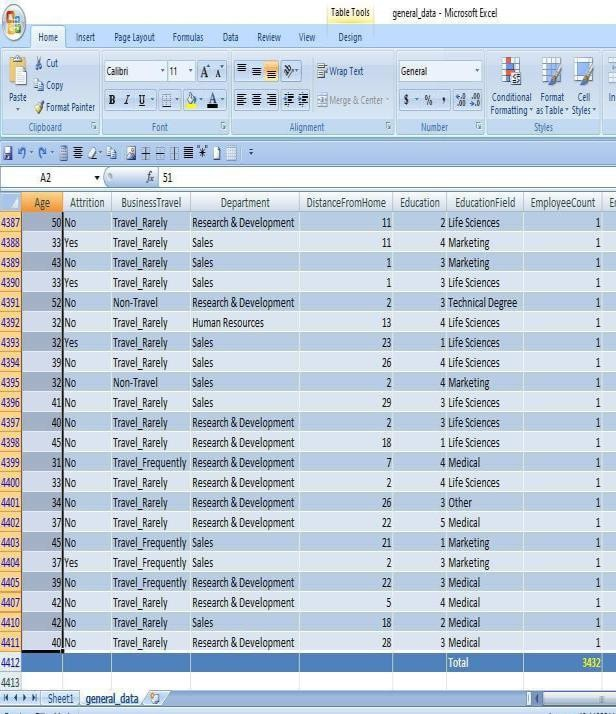 Table Tools general_data - Microsoft Excel
Home Insert Page Layout Formulas Data Review View Design
Paste Cut Copy Format Painter
Calibri 11 A A Wrap Text General
B I U A Merge & Center $ % , Conditional Formatting Format as Table Cell Styles In
Clipboard Font Alignment Number Styles
A2 fx 51
Age Attrition BusinessTravel Department DistanceFromHome Education EducationField EmployeeCount E
4387 50 No Travel_Rarely Research & Development 11 2 Life Sciences 1
4388 33 Yes Travel_Rarely Sales 11 4 Marketing 1
4389 43 No Travel_Rarely Sales 1 3 Marketing 1
4390 33 Yes Travel_Rarely Sales 1 3 Life Sciences 1
4391 52 No Non-Travel Research & Development 2 3 Technical Degree 1
4392 32 No Travel_Rarely Human Resources 13 4 Life Sciences 1
4393 32 Yes Travel_Rarely Sales 23 1 Life Sciences 1
4394 39 No Travel_Rarely Sales 26 4 Life Sciences 1
4395 32 No Non-Travel Sales 2 4 Marketing 1
4396 41 No Travel_Rarely Sales 29 3 Life Sciences 1
4397 40 No Travel_Rarely Research & Development 2 3 Life Sciences 1
4398 45 No Travel_Rarely Research & Development 18 1 Life Sciences 1
4399 31 No Travel_Frequently Research & Development 7 4 Medical 1
4400 33 No Travel_Rarely Research & Development 2 4 Life Sciences 1
4401 34 No Travel_Rarely Research & Development 26 3 Other 1
4402 37 No Travel_Rarely Research & Development 22 5 Medical 1
4403 45 No Travel_Frequently Sales 21 1 Marketing 1
4404 37 Yes Travel_Frequently Sales 2 3 Marketing 1
4405 39 No Travel_Frequently Research & Development 22 3 Medical 1
4407 42 No Travel_Rarely Research & Development 5 4 Medical 1
4410 42 No Travel_Rarely Sales 18 2 Medical 1
4411 40 No Travel_Rarely Research & Development 28 3 Medical 1
4412 Total 3432
4413
Sheet1 general_data